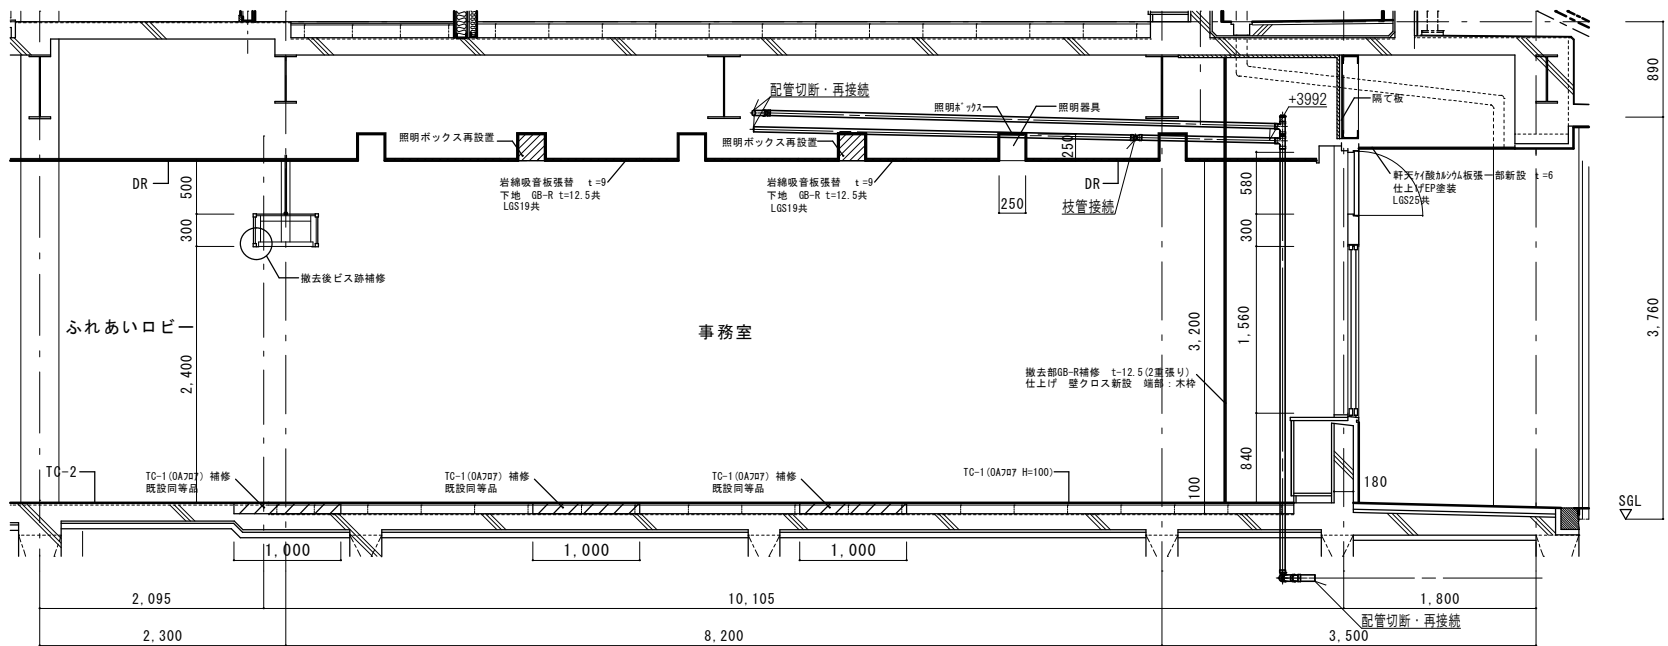 890
配管切断・再接続
照明ﾎﾞｯｸｽ
照明器具
+3992
隔て板
照明ボックス再設置
照明ボックス再設置
250
3,760
DR
500
岩綿吸音板張替 t=9
下地 GB-R t=12.5共
LGS19共
岩綿吸音板張替 t=9
下地 GB-R t=12.5共
LGS19共
250
DR
枝管接続
580
軒天ｹｲ酸ｶﾙｼｳﾑ板張一部新設 t=6
仕上げEP塗装
LGS25共
300
300
撤去後ビス跡補修
ふれあいロビー
事務室
2,400
3,200
1,560
撤去部GB-R補修 t-12.5(2重張り)
仕上げ 壁クロス新設 端部：木枠
TC-2
TC-1(OAﾌﾛｱ) 補修
既設同等品
TC-1(OAﾌﾛｱ) 補修
既設同等品
TC-1(OAﾌﾛｱ) 補修
既設同等品
TC-1(OAﾌﾛｱ H=100)
100
840
180
SGL
1,000
1,000
1,000
2,095
10,105
1,800
配管切断・再接続
2,300
8,200
3,500